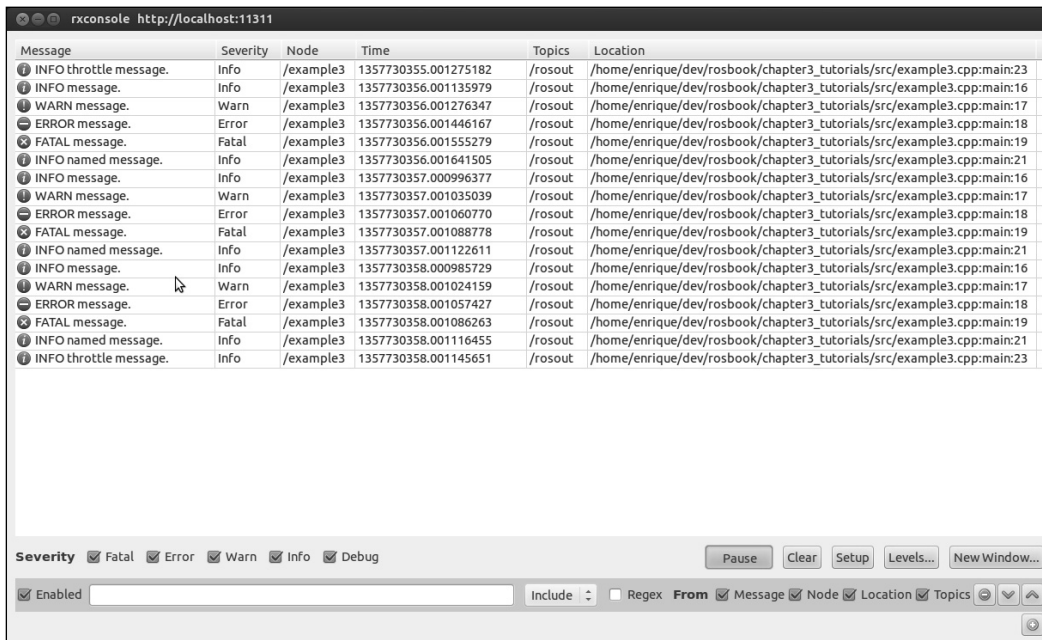 rxconsole http://localhost:11311
Message Severity Node Time Topics Location
INFO throttle message. Info /example3 1357730355.001275182 /rosout /home/enrique/dev/rosbook/chapter3_tutorials/src/example3.cpp:main:23
INFO message. Info /example3 1357730356.001135979 /rosout /home/enrique/dev/rosbook/chapter3_tutorials/src/example3.cpp:main:16
WARN message. Warn /example3 1357730356.001276347 /rosout /home/enrique/dev/rosbook/chapter3_tutorials/src/example3.cpp:main:17
ERROR message. Error /example3 1357730356.001446167 /rosout /home/enrique/dev/rosbook/chapter3_tutorials/src/example3.cpp:main:18
FATAL message. Fatal /example3 1357730356.001555279 /rosout /home/enrique/dev/rosbook/chapter3_tutorials/src/example3.cpp:main:19
INFO named message. Info /example3 1357730356.001641505 /rosout /home/enrique/dev/rosbook/chapter3_tutorials/src/example3.cpp:main:21
INFO message. Info /example3 1357730357.000996377 /rosout /home/enrique/dev/rosbook/chapter3_tutorials/src/example3.cpp:main:16
WARN message. Warn /example3 1357730357.001035039 /rosout /home/enrique/dev/rosbook/chapter3_tutorials/src/example3.cpp:main:17
ERROR message. Error /example3 1357730357.001060770 /rosout /home/enrique/dev/rosbook/chapter3_tutorials/src/example3.cpp:main:18
FATAL message. Fatal /example3 1357730357.001088778 /rosout /home/enrique/dev/rosbook/chapter3_tutorials/src/example3.cpp:main:19
INFO named message. Info /example3 1357730357.001122611 /rosout /home/enrique/dev/rosbook/chapter3_tutorials/src/example3.cpp:main:21
INFO message. Info /example3 1357730358.000985729 /rosout /home/enrique/dev/rosbook/chapter3_tutorials/src/example3.cpp:main:16
WARN message. Warn /example3 1357730358.001024159 /rosout /home/enrique/dev/rosbook/chapter3_tutorials/src/example3.cpp:main:17
ERROR message. Error /example3 1357730358.001057427 /rosout /home/enrique/dev/rosbook/chapter3_tutorials/src/example3.cpp:main:18
FATAL message. Fatal /example3 1357730358.001086263 /rosout /home/enrique/dev/rosbook/chapter3_tutorials/src/example3.cpp:main:19
INFO named message. Info /example3 1357730358.001116455 /rosout /home/enrique/dev/rosbook/chapter3_tutorials/src/example3.cpp:main:21
INFO throttle message. Info /example3 1357730358.001145651 /rosout /home/enrique/dev/rosbook/chapter3_tutorials/src/example3.cpp:main:23
Severity Fatal Error Warn Info Debug Pause Clear Setup Levels... New Window...
Enabled Include Regex From Message Node Location Topics